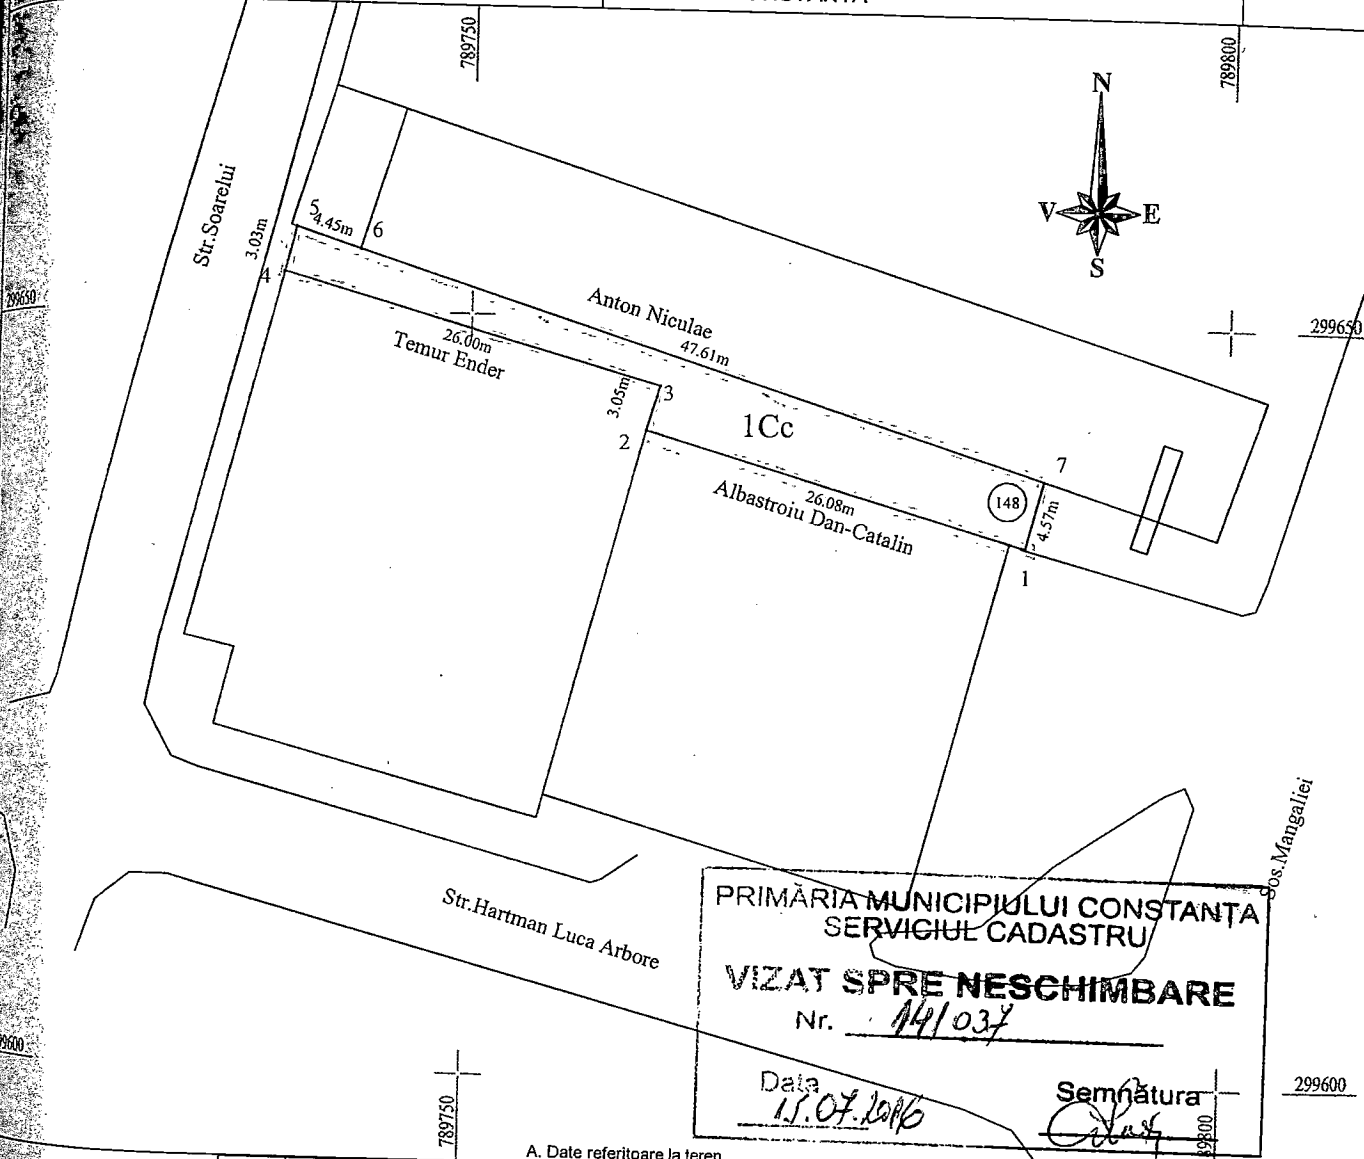 789750
789800
N
V E
S
Str.Soarelui
5
4.45m
6
3.03m
4
299650
299650
Anton Niculae
47.61m
26.00m
Temur Ender
3.05m
3
2
1Cc
7
148
4.57m
26.08m
Albastroiu Dan-Catalin
1
Sos.Mangaliei
Str.Hartman Luca Arbore
PRIMĂRIA MUNICIPIULUI CONSTANȚA
SERVICIUL CADASTRU
VIZAT SPRE NESCHIMBARE
Nr. 141037
Data Semnătura
15.07.2016
299600
789750
A. Date referitoare la teren